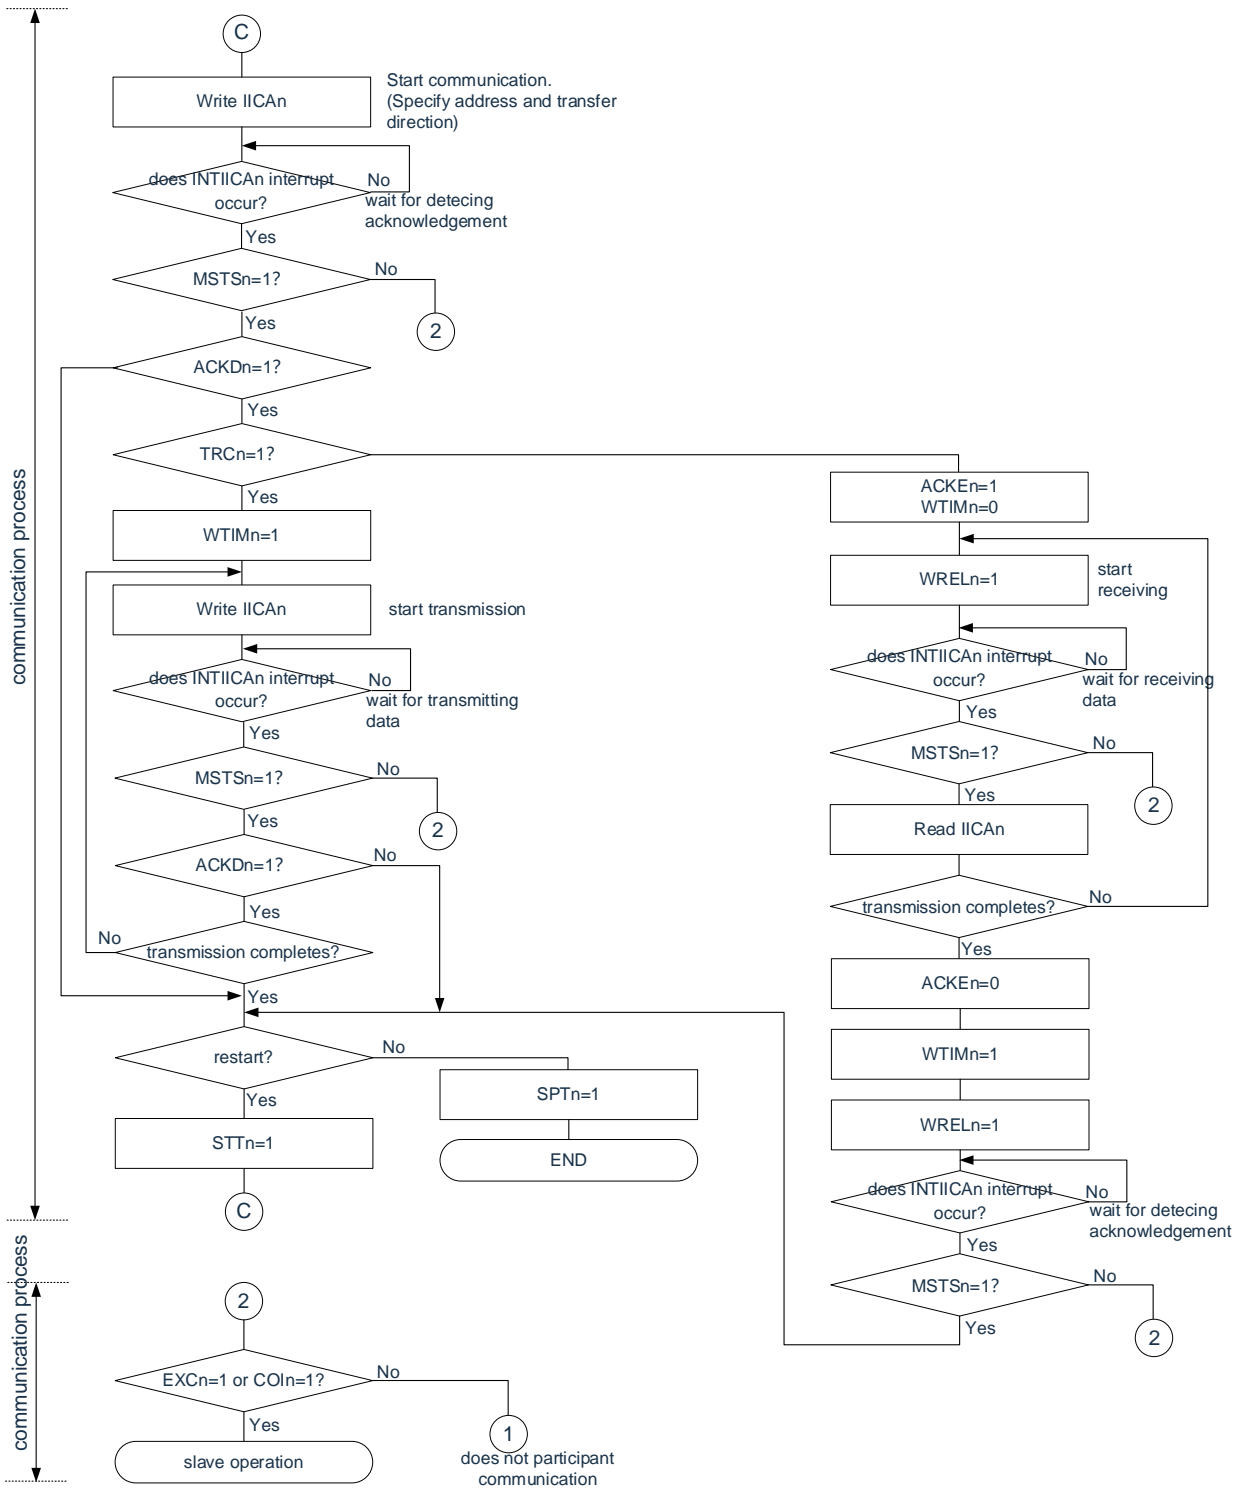 C
Write IICAn
Start communication.
(Specify address and transfer
direction)
does INTIICAn interrupt
occur?
No
wait for detecing
acknowledgement
Yes
MSTSn=1?
No
2
Yes
ACKDn=1?
Yes
TRCn=1?
Yes
WTIMn=1
Write IICAn
start transmission
does INTIICAn interrupt
occur?
No
wait for transmitting
data
Yes
MSTSn=1?
No
2
Yes
ACKDn=1?
No
Yes
transmission completes?
No
Yes
restart?
No
Yes
SPTn=1
END
STTn=1
C
ACKEn=1
WTIMn=0
WRELn=1
start
receiving
does INTIICAn interrupt
occur?
No
wait for receiving
data
Yes
MSTSn=1?
No
2
Yes
Read IICAn
transmission completes?
No
Yes
ACKEn=0
WTIMn=1
WRELn=1
does INTIICAn interrupt
occur?
No
wait for detecing
acknowledgement
Yes
MSTSn=1?
No
2
Yes
communication process
2
EXCn=1 or COIn=1?
No
1
does not participant
communication
Yes
slave operation
communication process